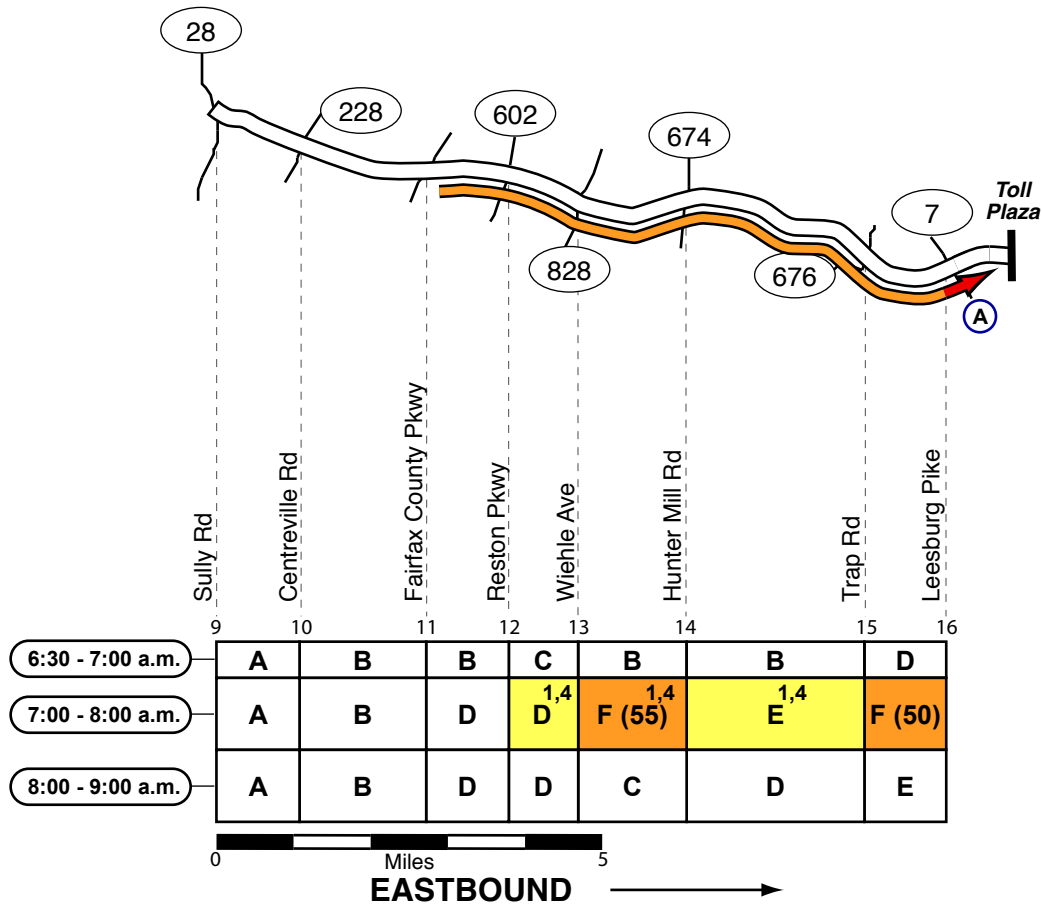 28
228
602
674
7
Toll
Plaza
828
676
A
Sully Rd
Centreville Rd
Fairfax County Pkwy
Reston Pkwy
Wiehle Ave
Hunter Mill Rd
Trap Rd
Leesburg Pike
9 10 11 12 13 14 15 16
6:30 - 7:00 a.m. A B B C B B D
7:00 - 8:00 a.m. A B D D 1,4 F (55) 1,4 E 1,4 F (50)
8:00 - 9:00 a.m. A B D D C D E
0 Miles 5
EASTBOUND